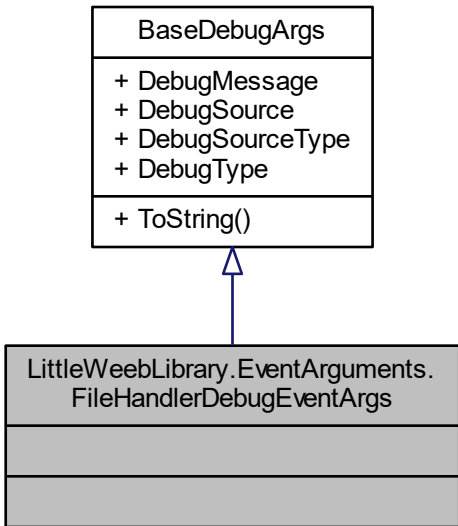 BaseDebugArgs
+ DebugMessage
+ DebugSource
+ DebugSourceType
+ DebugType
+ ToString()
LittleWeebLibrary.EventArguments.
FileHandlerDebugEventArgs